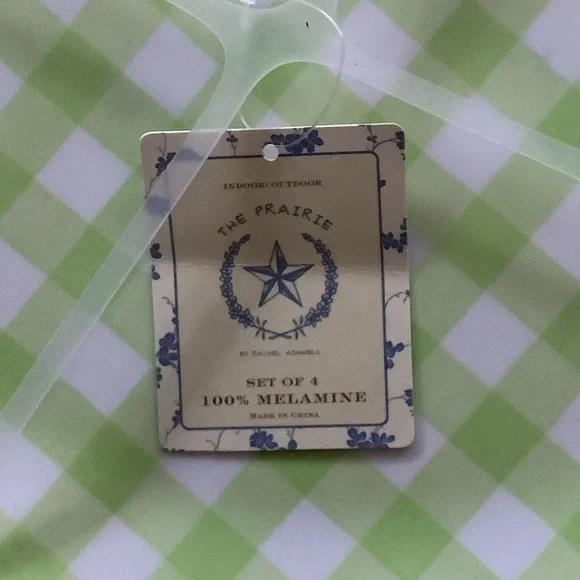 INDOOR/OUTDOOR
THE PRAIRIE
BY RACHEL ASHWELL
SET OF 4
100% MELAMINE
MADE IN CHINA